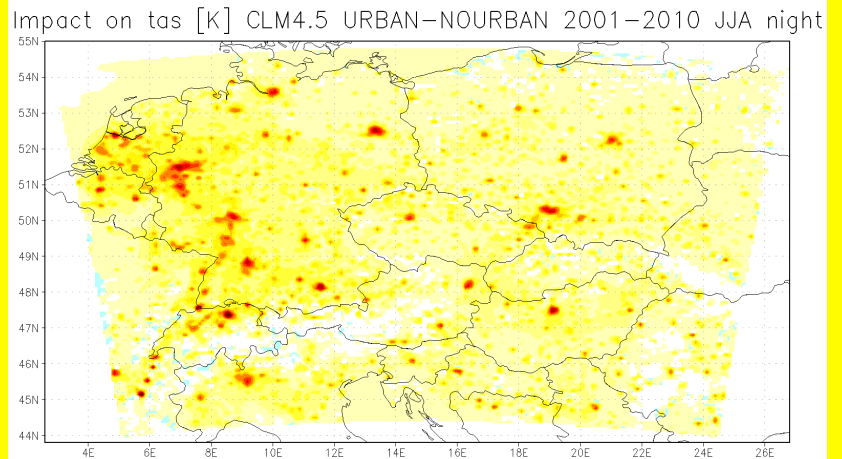 Impact on tas [K] CLM4.5 URBAN−NOURBAN 2001−2010 JJA night
55N
54N
53N
52N
51N
50N
49N
48N
47N
46N
45N
44N
4E 6E 8E 10E 12E 14E 16E 18E 20E 22E 24E 26E